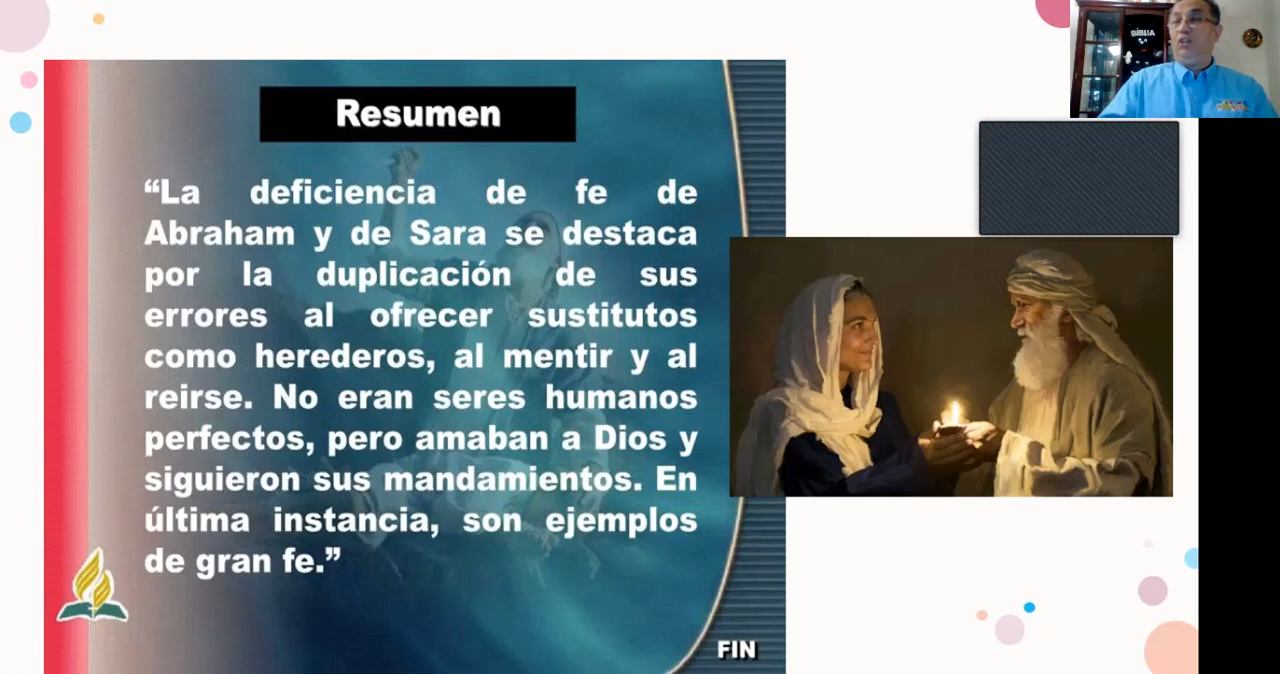 Resumen
“La deficiencia de fe de
Abraham y de Sara se destaca
por la duplicación de sus
errores al ofrecer sustitutos
como herederos, al mentir y al
reirse. No eran seres humanos
perfectos, pero amaban a Dios y
siguieron sus mandamientos. En
última instancia, son ejemplos
de gran fe.”
FIN
BÍBLIA